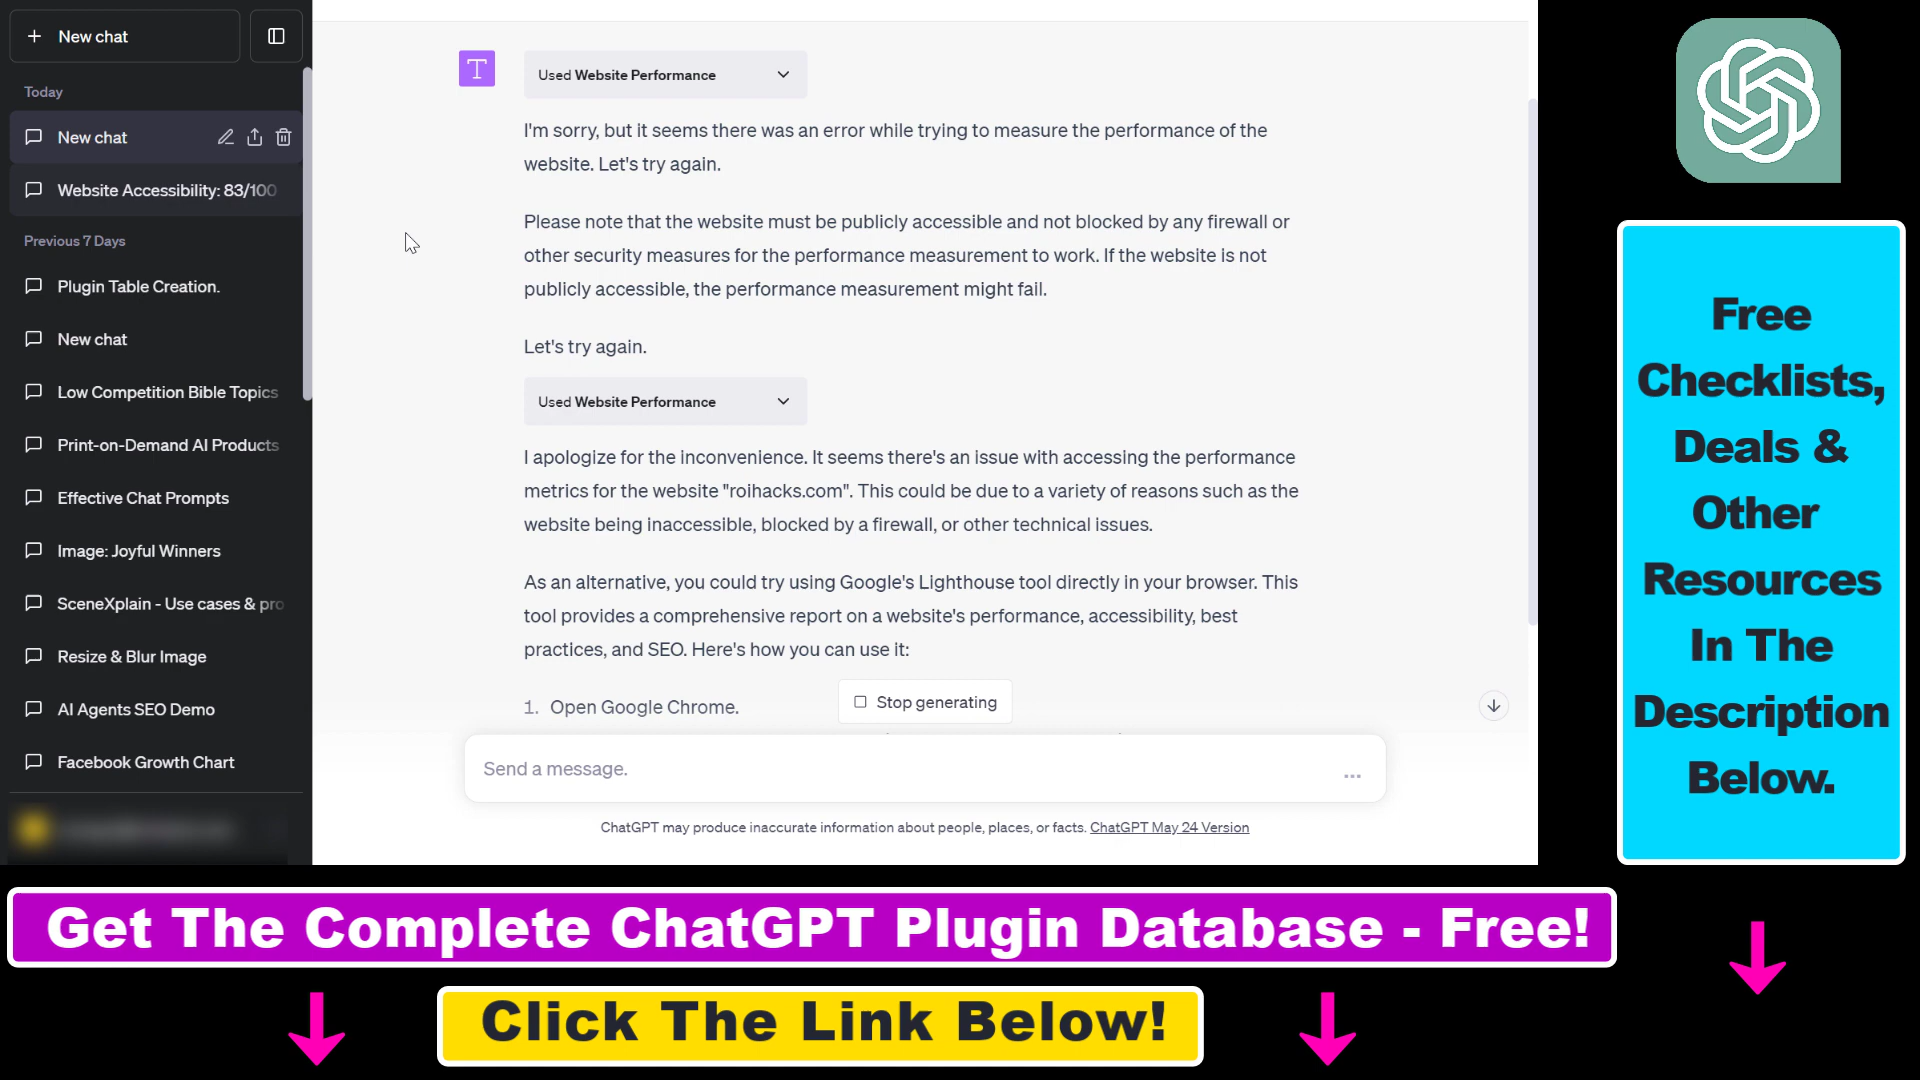 New chat
Today
New chat
Website Accessibility: 83/100
Previous 7 Days
Plugin Table Creation.
New chat
Low Competition Bible Topics
Print-on-Demand AI Products
Effective Chat Prompts
Image: Joyful Winners
SceneXplain - Use cases & pro
Resize & Blur Image
AI Agents SEO Demo
Facebook Growth Chart
T
Used Website Performance
I'm sorry, but it seems there was an error while trying to measure the performance of the
website. Let's try again.
Please note that the website must be publicly accessible and not blocked by any firewall or
other security measures for the performance measurement to work. If the website is not
publicly accessible, the performance measurement might fail.
Let's try again.
Used Website Performance
I apologize for the inconvenience. It seems there's an issue with accessing the performance
metrics for the website "roihacks.com". This could be due to a variety of reasons such as the
website being inaccessible, blocked by a firewall, or other technical issues.
As an alternative, you could try using Google's Lighthouse tool directly in your browser. This
tool provides a comprehensive report on a website's performance, accessibility, best
practices, and SEO. Here's how you can use it:
1. Open Google Chrome.
Stop generating
Send a message.
ChatGPT may produce inaccurate information about people, places, or facts. ChatGPT May 24 Version
Free
Checklists,
Deals &
Other
Resources
In The
Description
Below.
Get The Complete ChatGPT Plugin Database - Free!
Click The Link Below!